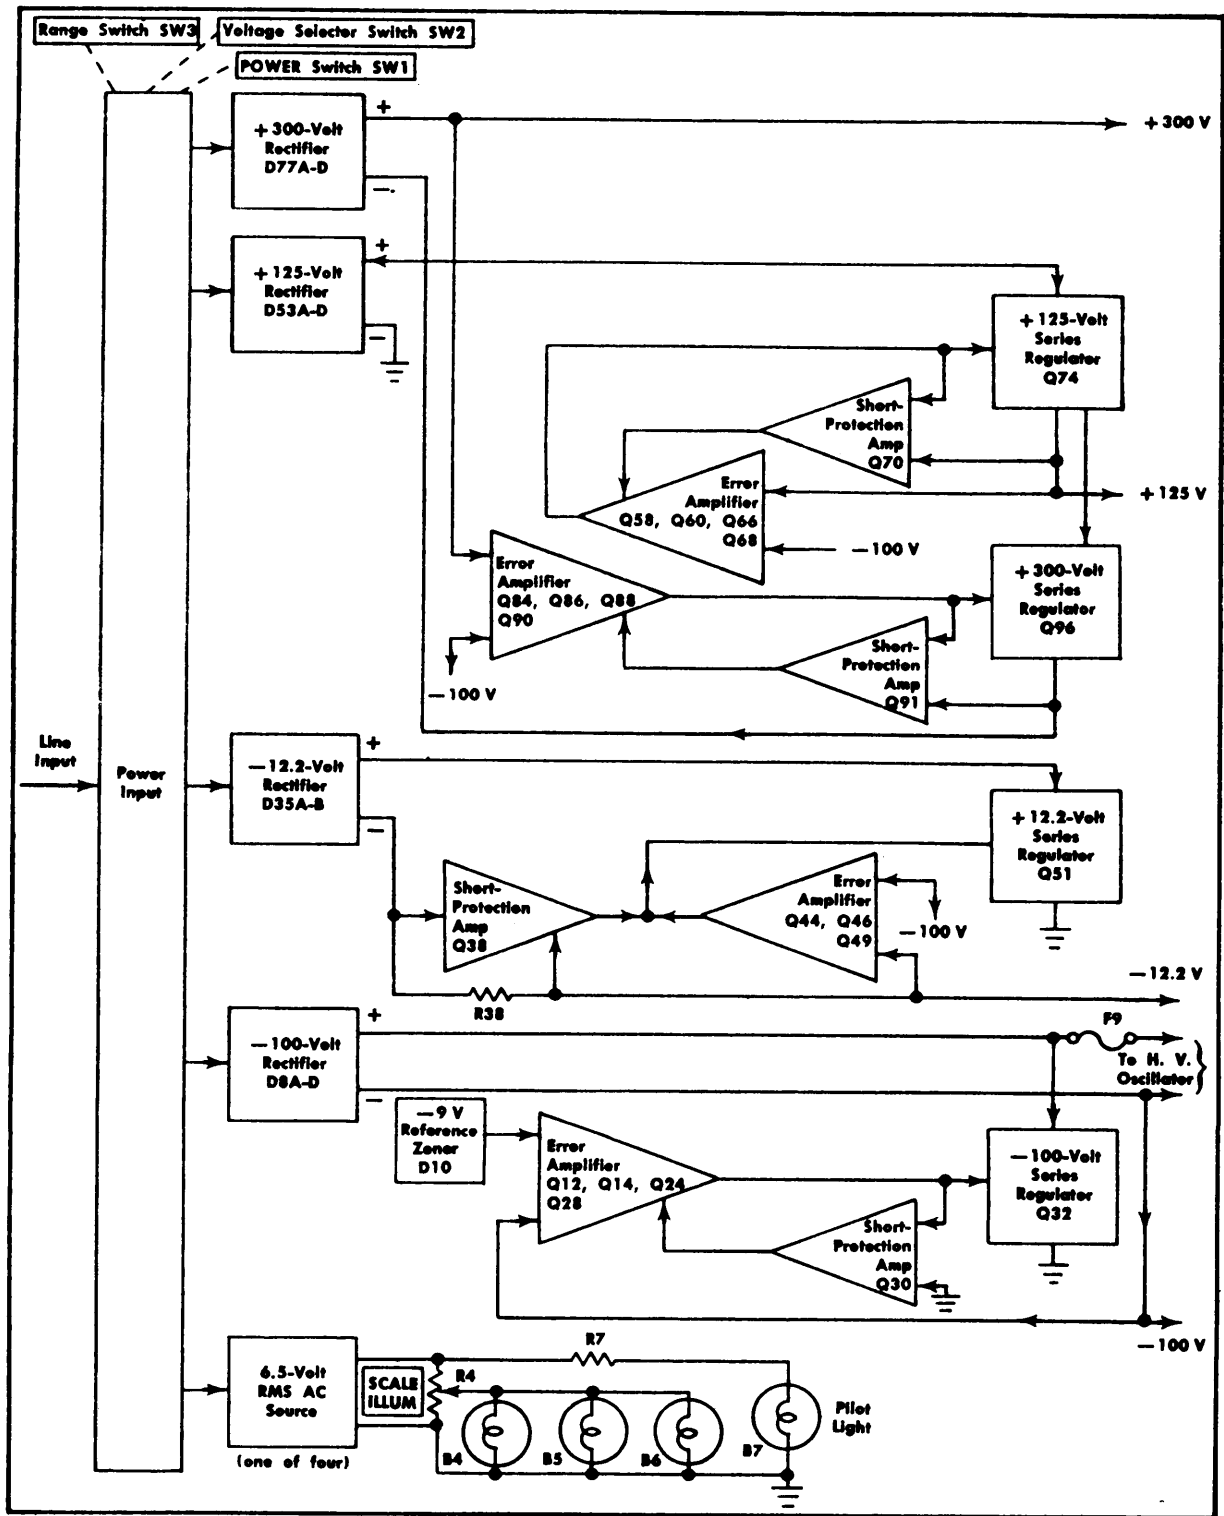 Range Switch SW3
Voltage Selector Switch SW2
POWER Switch SW1
+ 300-Volt
Rectifier
D77A-D
+
—.
+ 300 V
+ 125-Volt
Rectifier
D53A-D
+
—
+ 125-Volt
Series
Regulator
Q74
Short-
Protection
Amp
Q70
Error
Amplifier
Q58, Q60, Q66
Q68
+ 125 V
— 100 V
Error
Amplifier
Q84, Q86, Q88
Q90
— 100 V
+ 300-Volt
Series
Regulator
Q96
Short-
Protection
Amp
Q91
Line
Input
Power
Input
— 12.2-Volt
Rectifier
D35A-B
+
—
+ 12.2-Volt
Series
Regulator
Q51
Short-
Protection
Amp
Q38
Error
Amplifier
Q44, Q46
Q49
— 100 V
R38
— 12.2 V
— 100-Volt
Rectifier
D8A-D
+
—
F9
To H. V.
Oscillator
— 9 V
Reference
Zener
D10
Error
Amplifier
Q12, Q14, Q24
Q28
— 100-Volt
Series
Regulator
Q32
Short-
Protection
Amp
Q30
— 100 V
6.5-Volt
RMS AC
Source
(one of four)
SCALE
ILLUM
R4
R7
B4
B5
B6
B7
Pilot
Light